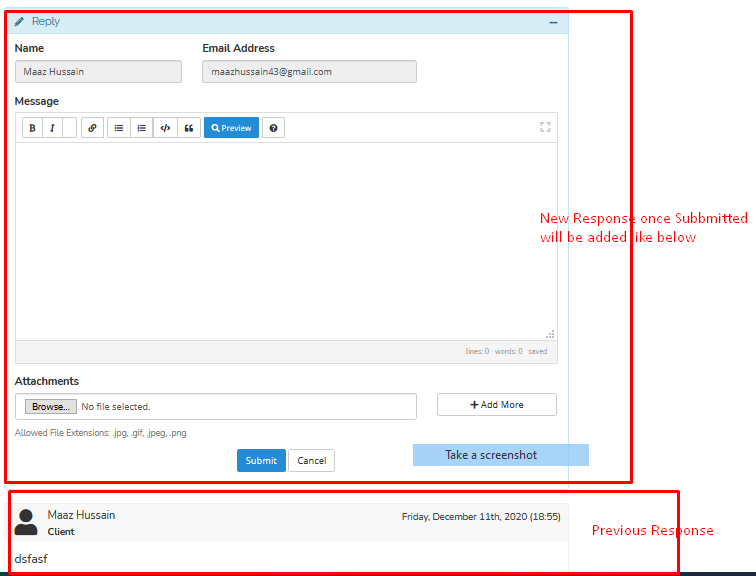 Reply
Name Email Address
Maaz Hussain maazhussain43@gmail.com
Message
B I Preview
New Response once Subbmitted
will be added like below
lines: 0 words: 0 saved
Attachments
Browse... No file selected. + Add More
Allowed File Extensions: .jpg, .gif, .jpeg, .png
Submit Cancel Take a screenshot
Maaz Hussain Friday, December 11th, 2020 (18:55)
Client
Previous Response
dsfasf